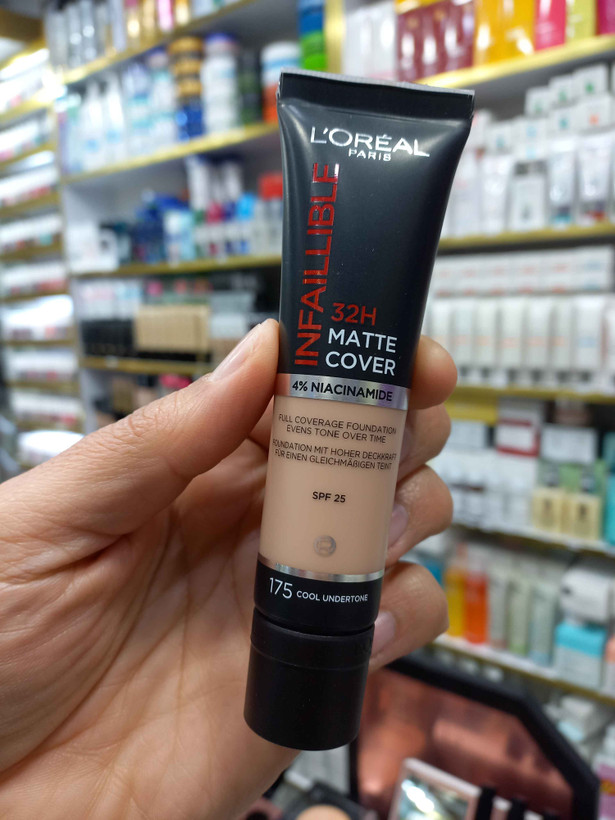 L'ORÉAL
PARIS
INFAILLIBLE
32H
MATTE
COVER
4% NIACINAMIDE
FULL COVERAGE FOUNDATION
EVENS TONE OVER TIME
FOUNDATION MIT HOHER DECKKRAFT
FÜR EINEN GLEICHMÄẞIGEN TEINT
SPF 25
175 COOL UNDERTONE